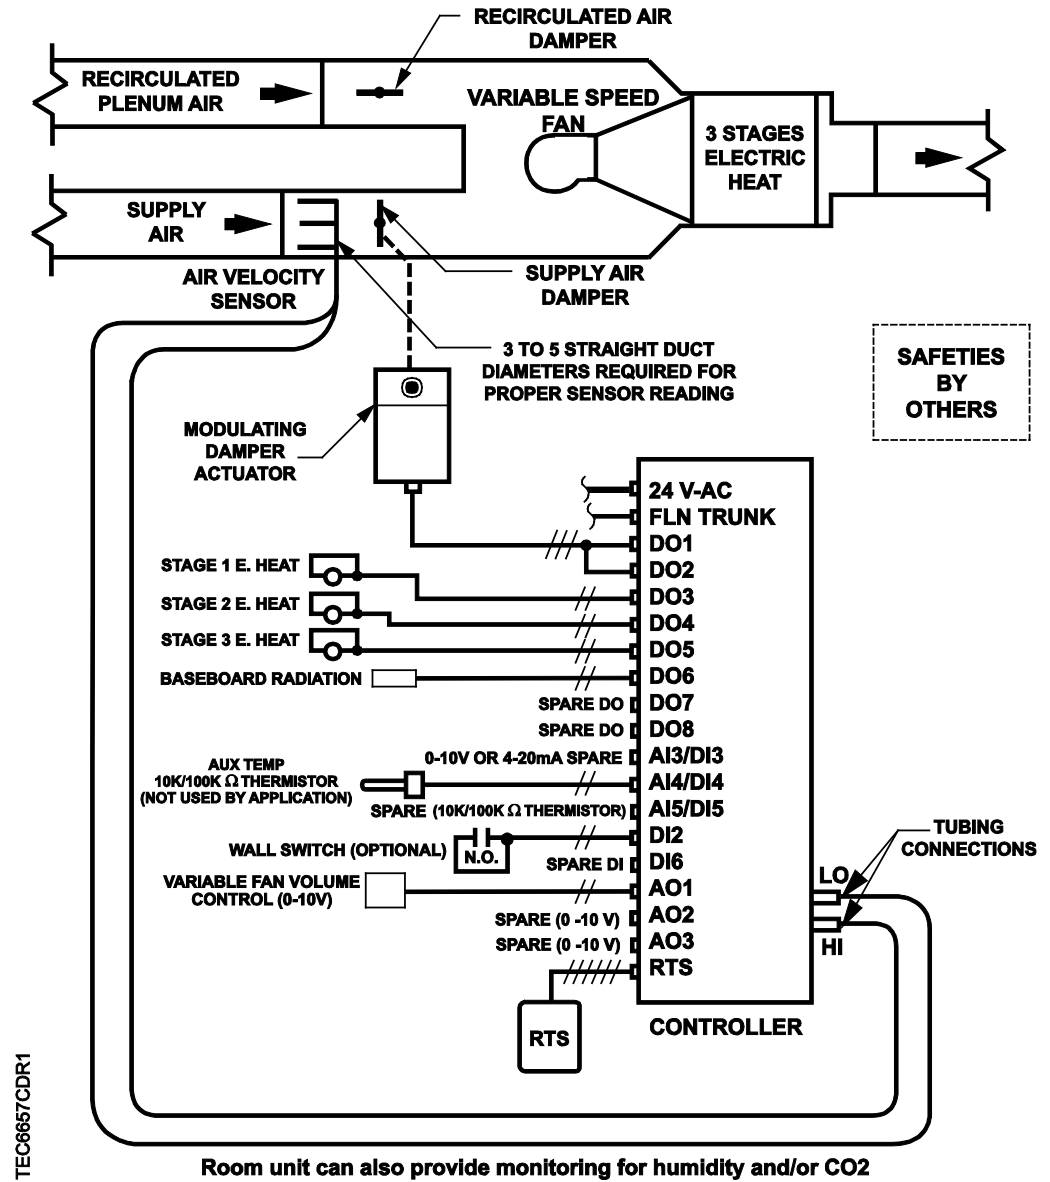 RECIRCULATED AIR
DAMPER
RECIRCULATED
PLENUM AIR
VARIABLE SPEED
FAN
3 STAGES
ELECTRIC
HEAT
SUPPLY
AIR
AIR VELOCITY
SENSOR
SUPPLY AIR
DAMPER
3 TO 5 STRAIGHT DUCT
DIAMETERS REQUIRED FOR
PROPER SENSOR READING
SAFETIES
BY
OTHERS
MODULATING
DAMPER
ACTUATOR
24 V-AC
FLN TRUNK
DO1
DO2
STAGE 1 E. HEAT
DO3
STAGE 2 E. HEAT
DO4
STAGE 3 E. HEAT
DO5
BASEBOARD RADIATION
DO6
SPARE DO
DO7
SPARE DO
DO8
0-10V OR 4-20mA SPARE
AI3/DI3
AUX TEMP
10K/100K Ω THERMISTOR
(NOT USED BY APPLICATION)
AI4/DI4
SPARE (10K/100K Ω THERMISTOR)
AI5/DI5
WALL SWITCH (OPTIONAL)
N.O.
DI2
SPARE DI
DI6
VARIABLE FAN VOLUME
CONTROL (0-10V)
AO1
SPARE (0 -10 V)
AO2
SPARE (0 -10 V)
AO3
RTS
RTS
CONTROLLER
TUBING
CONNECTIONS
LO
HI
TEC6657CDR1
Room unit can also provide monitoring for humidity and/or CO2